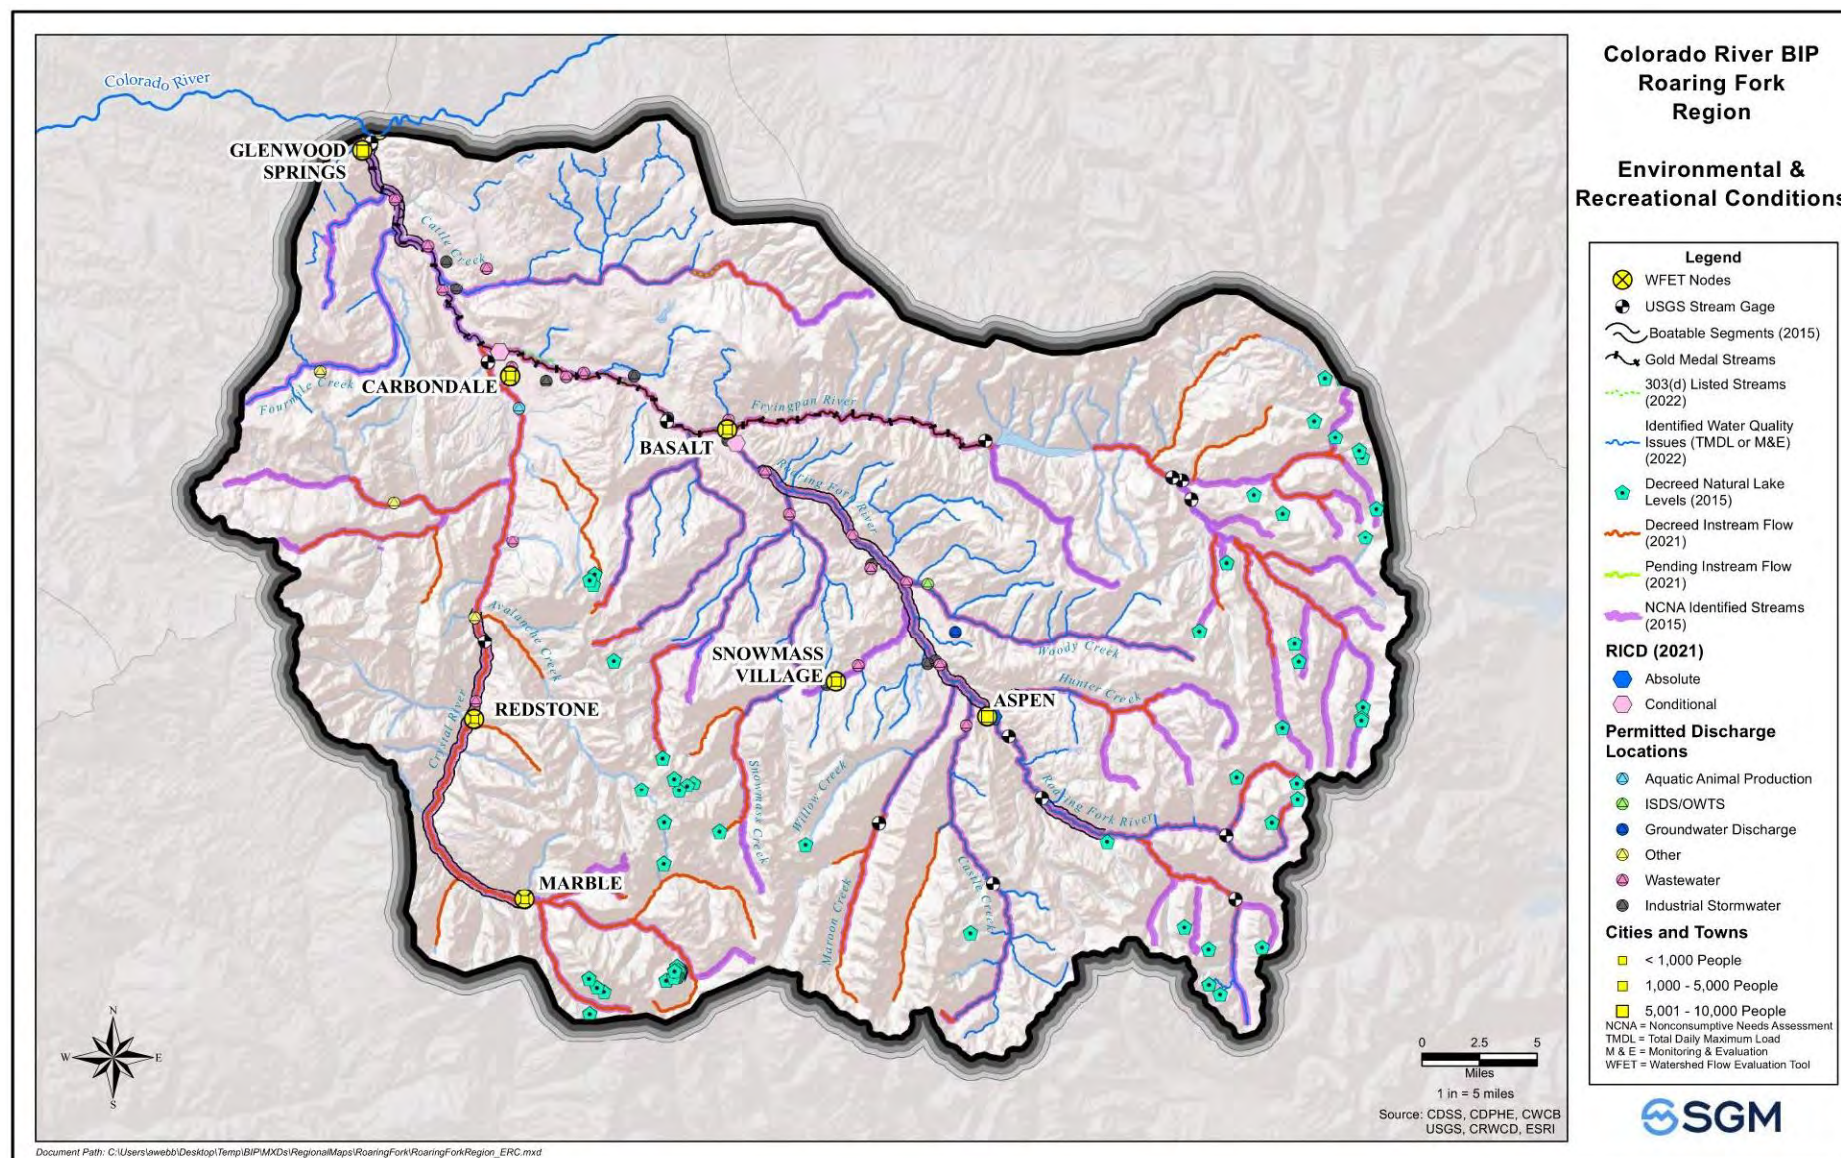 Colorado River BIP
Roaring Fork
Region
Environmental &
Recreational Conditions
Colorado River
GLENWOOD
SPRINGS
Cattle Creek
CARBONDALE
Fourmile Creek
BASALT
Fryingpan River
Roaring Fork River
Avalanche Creek
SNOWMASS
VILLAGE
Woody Creek
Hunter Creek
ASPEN
REDSTONE
Crystal River
Snowmass Creek
Willow Creek
Roaring Fork River
MARBLE
Maroon Creek
Castle Creek
N
W
E
S
0 2.5 5
Miles
1 in = 5 miles
Source: CDSS, CDPHE, CWCB
USGS, CRWCD, ESRI
Legend
WFET Nodes
USGS Stream Gage
Boatable Segments (2015)
Gold Medal Streams
303(d) Listed Streams
(2022)
Identified Water Quality
Issues (TMDL or M&E)
(2022)
Decreed Natural Lake
Levels (2015)
Decreed Instream Flow
(2021)
Pending Instream Flow
(2021)
NCNA Identified Streams
(2015)
RICD (2021)
Absolute
Conditional
Permitted Discharge
Locations
Aquatic Animal Production
ISDS/OWTS
Groundwater Discharge
Other
Wastewater
Industrial Stormwater
Cities and Towns
< 1,000 People
1,000 - 5,000 People
5,001 - 10,000 People
NCNA = Nonconsumptive Needs Assessment
TMDL = Total Daily Maximum Load
M & E = Monitoring & Evaluation
WFET = Watershed Flow Evaluation Tool
SGM
Document Path: C:\Users\awebb\Desktop\Temp\BIP\MXDs\RegionalMaps\RoaringFork\RoaringForkRegion_ERC.mxd